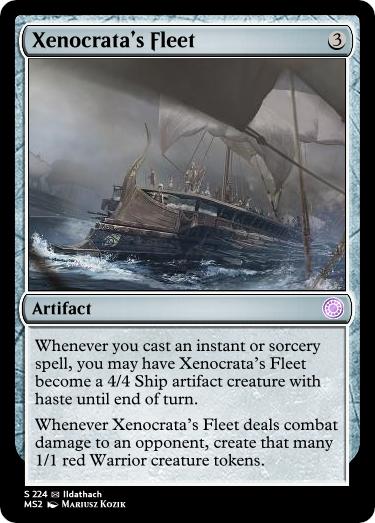 Xenocrata's Fleet 3
Artifact
Whenever you cast an instant or sorcery
spell, you may have Xenocrata's Fleet
become a 4/4 Ship artifact creature with
haste until end of turn.
Whenever Xenocrata's Fleet deals combat
damage to an opponent, create that many
1/1 red Warrior creature tokens.
S 224 Ildathach
MS2 Mariusz Kozik